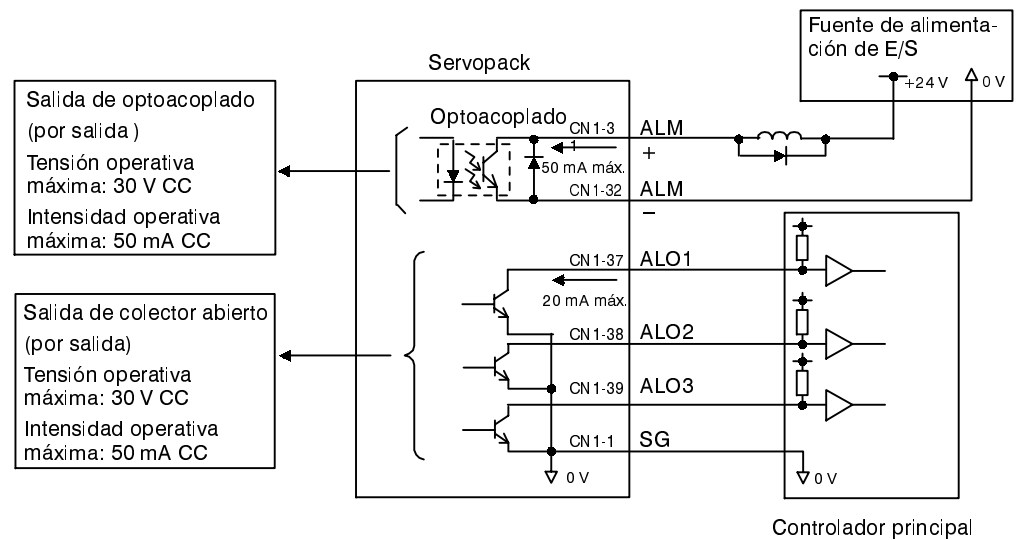 Fuente de alimenta-
ción de E/S
+24 V
0 V
Servopack
Salida de optoacoplado
(por salida )
Tensión operativa
máxima: 30 V CC
Intensidad operativa
máxima: 50 mA CC
Optoacoplado
CN1-3
1
ALM
+
50 mA máx.
CN1-32
ALM
−
CN1-37
ALO1
20 mA máx.
Salida de colector abierto
(por salida)
Tensión operativa
máxima: 30 V CC
Intensidad operativa
máxima: 50 mA CC
CN1-38
ALO2
CN1-39
ALO3
CN1-1
SG
0 V
0 V
Controlador principal